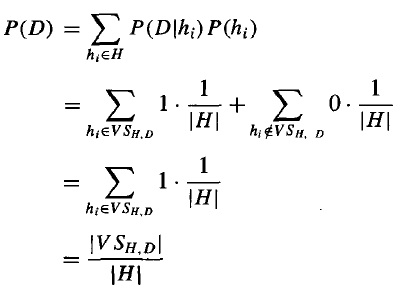 P(D) = ∑_{h_i∈H} P(D|h_i)P(h_i)
= ∑_{h_i∈VS_{H,D}} 1 · 1/|H| + ∑_{h_i∉VS_{H, D}} 0 · 1/|H|
= ∑_{h_i∈VS_{H,D}} 1 · 1/|H|
= |VS_{H,D}|/|H|